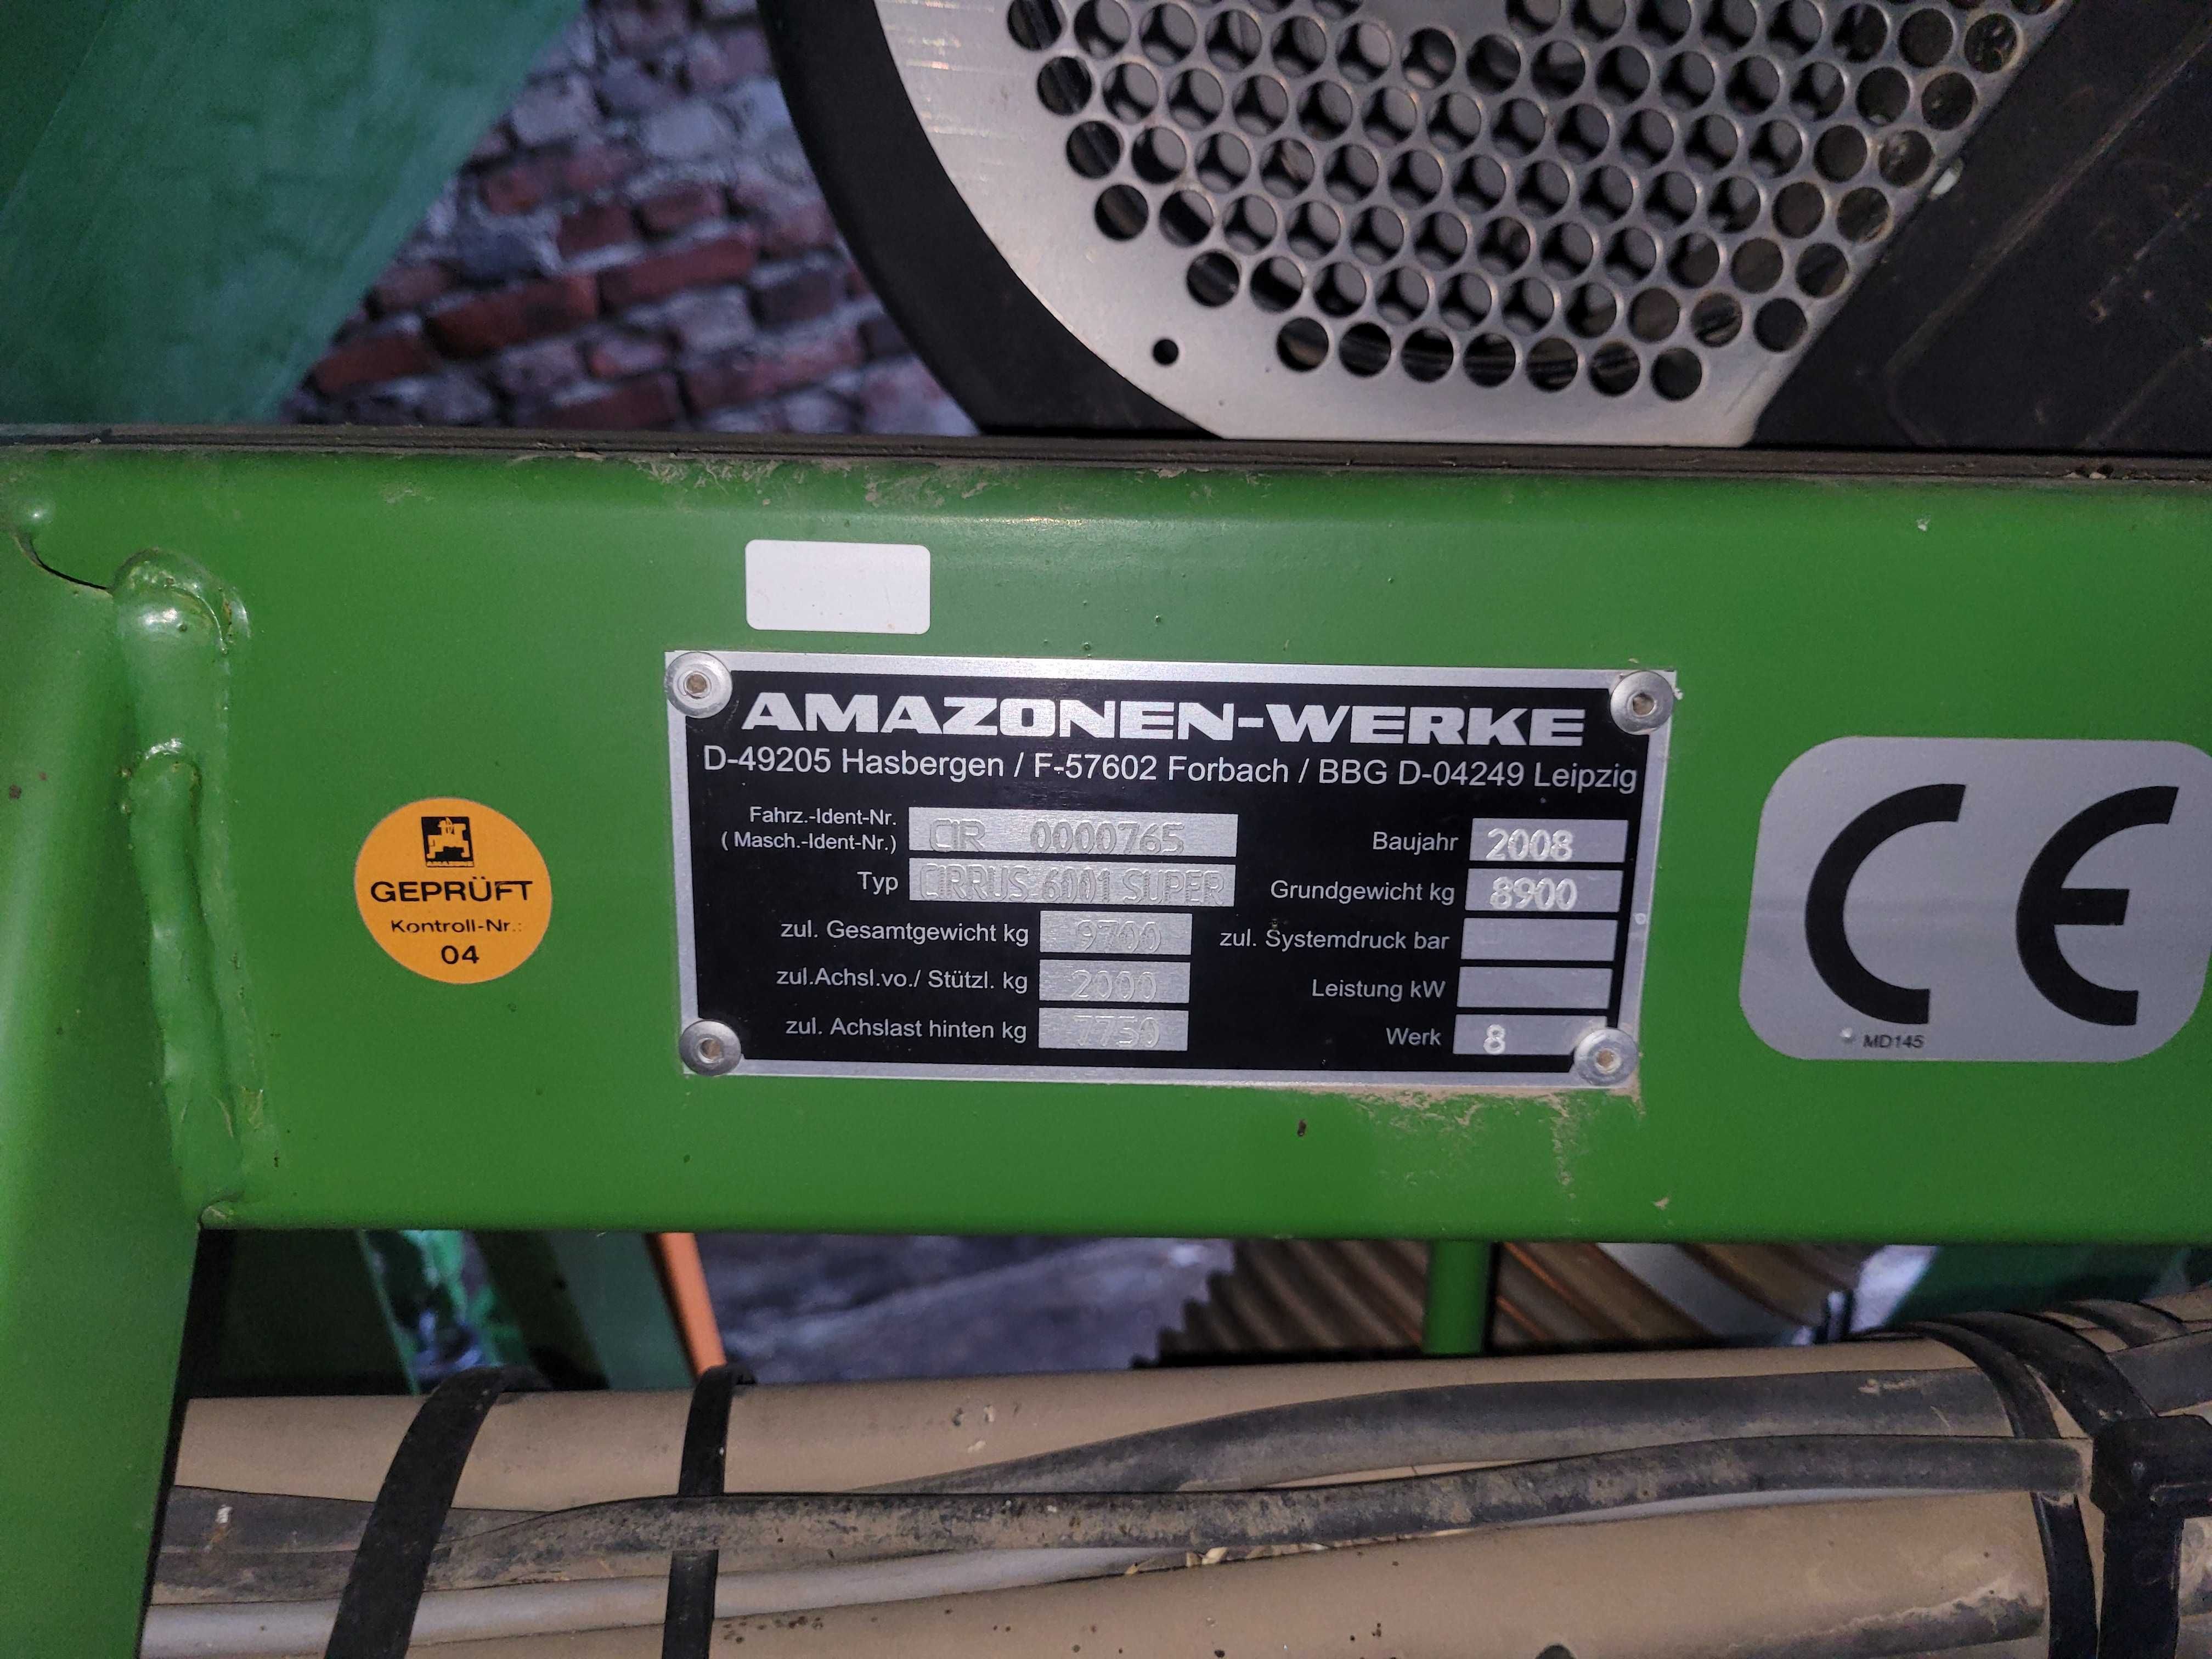 AMAZONEN-WERKE
D-49205 Hasbergen / F-57602 Forbach / BBG D-04249 Leipzig
Fahrz.-Ident-Nr.
( Masch.-Ident-Nr.) CIR 0000765
Typ CIRRUS 6001 SUPER
zul. Gesamtgewicht kg 9700
zul.Achsl.vo./ Stützl. kg 2000
zul. Achslast hinten kg 7750
Baujahr 2008
Grundgewicht kg 8900
zul. Systemdruck bar
Leistung kW
Werk 8
AMAZONE
GEPRÜFT
Kontroll-Nr.:
04
CE
MD145